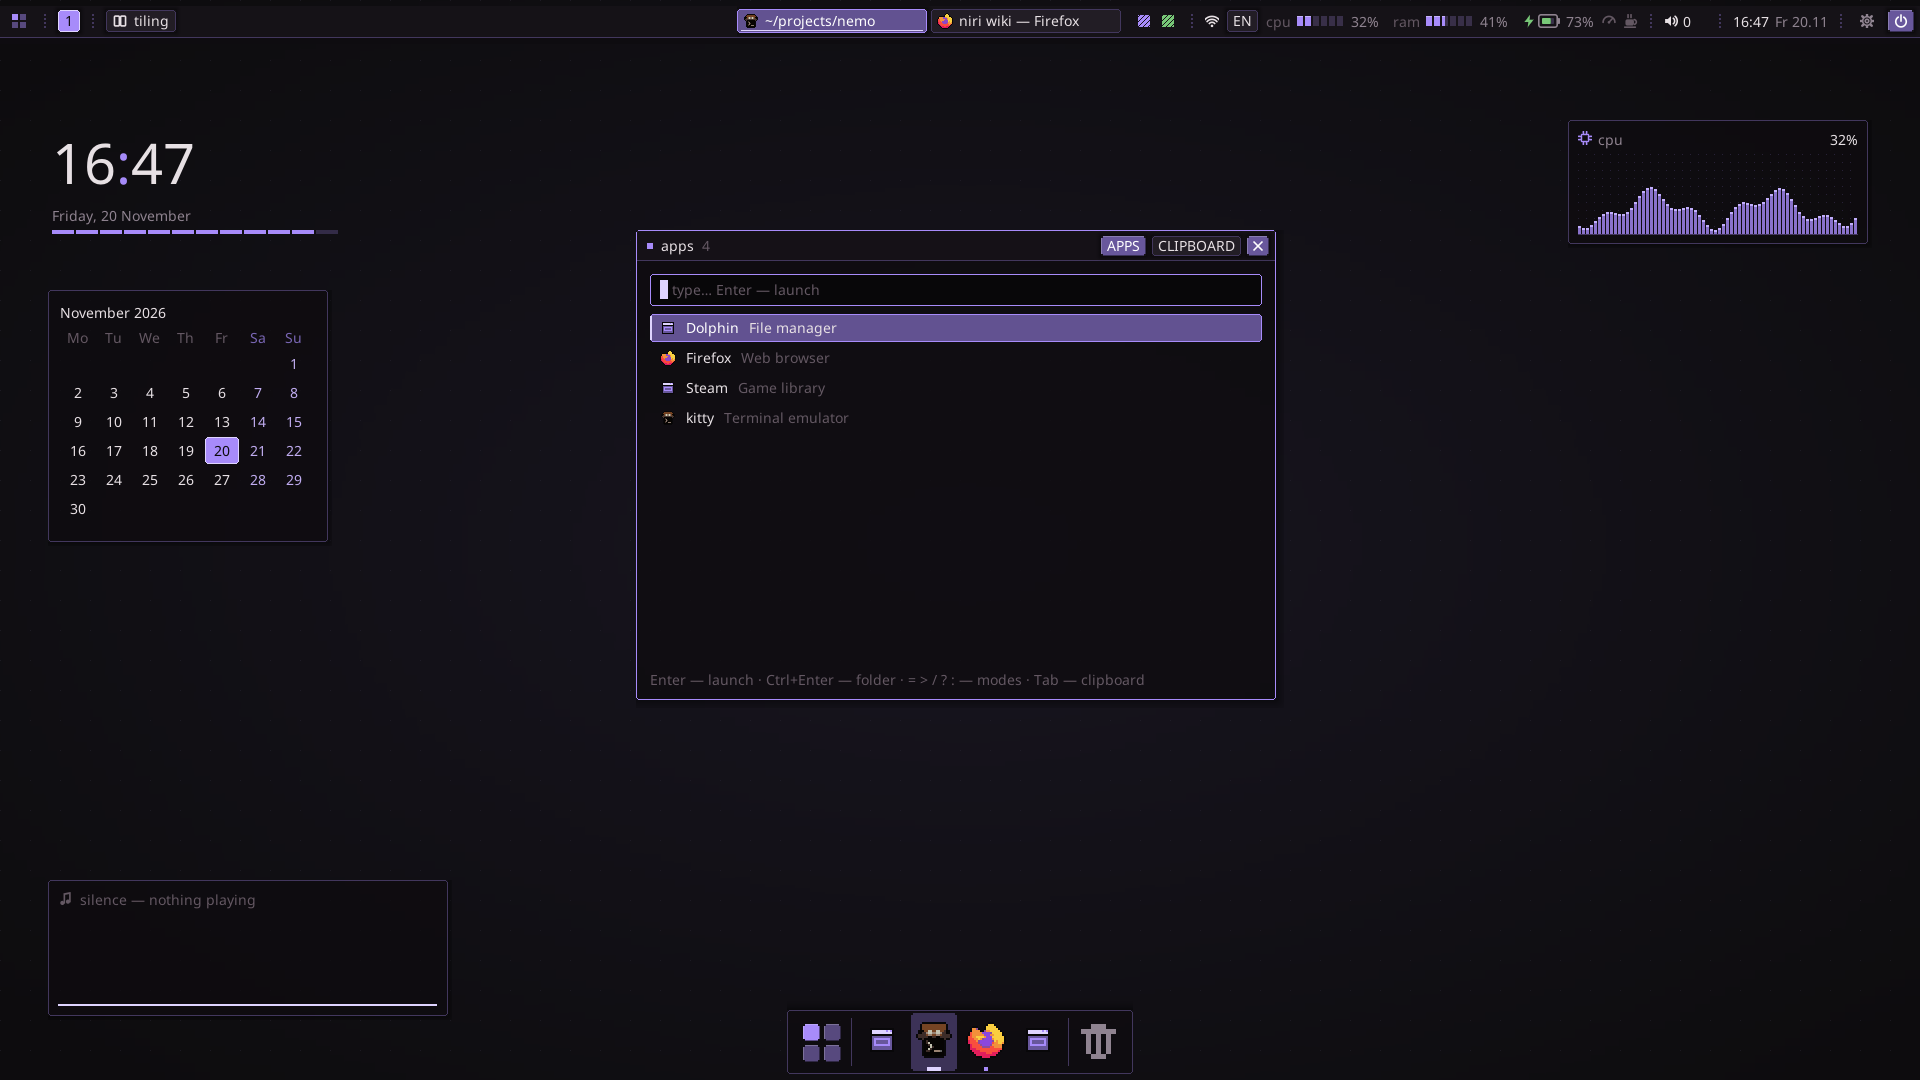 1 tiling ~/projects/nemo niri wiki — Firefox EN cpu 32% ram 41% 73% 0 16:47 Fr 20.11
16:47
Friday, 20 November
cpu 32%
November 2026
Mo Tu We Th Fr Sa Su
1
2 3 4 5 6 7 8
9 10 11 12 13 14 15
16 17 18 19 20 21 22
23 24 25 26 27 28 29
30
apps 4 APPS CLIPBOARD
type... Enter — launch
Dolphin File manager
Firefox Web browser
Steam Game library
kitty Terminal emulator
Enter — launch · Ctrl+Enter — folder · = > / ? : — modes · Tab — clipboard
silence — nothing playing